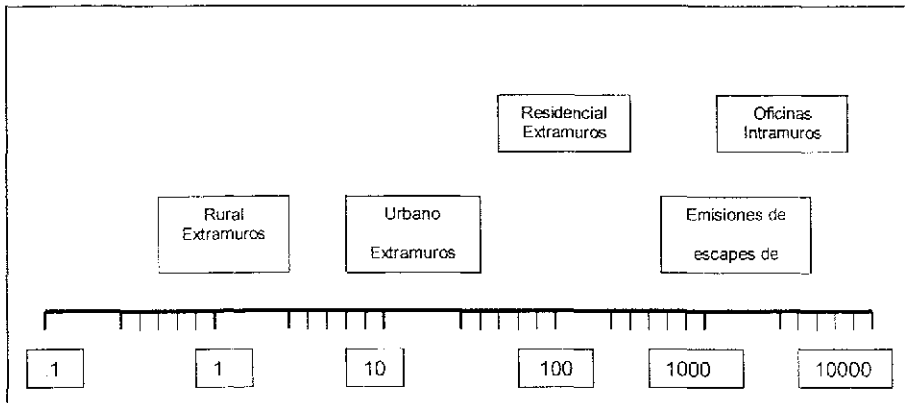 Residencial
Extramuros
Oficinas
Intramuros
Rural
Extramuros
Urbano
Extramuros
Emisiones de
escapes de
.1
1
10
100
1000
10000